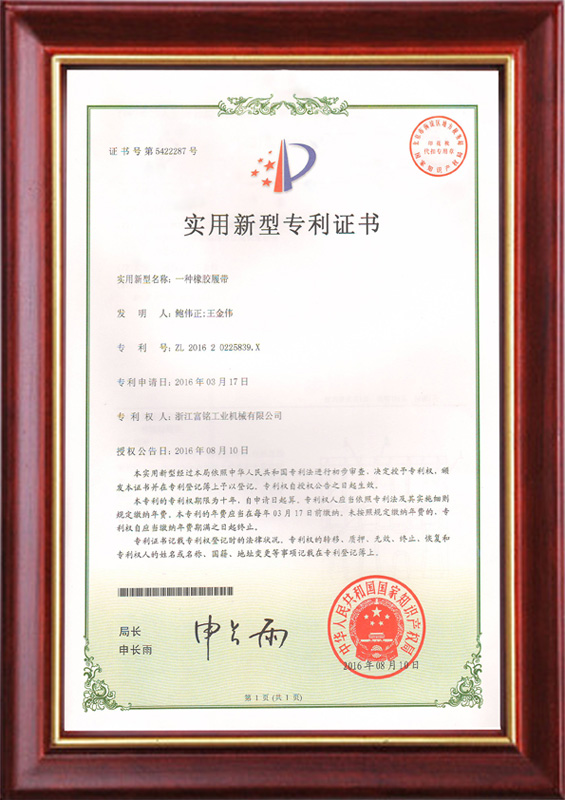 证书号第5422287号
实用新型专利证书
实用新型名称：一种橡胶履带
发 明 人：鲍伟正;王金伟
专 利 号：ZL 2016 2 0225839.X
专利申请日：2016年03月17日
专 利 权 人：浙江富铭工业机械有限公司
授权公告日：2016年08月10日
本实用新型经过本局依照中华人民共和国专利法进行初步审查，决定授予专利权，颁
发本证书并在专利登记簿上予以登记。专利权自授权公告之日起生效。
本专利的专利权期限为十年，自申请日起算。专利权人应当依照专利法及其实施细则
规定缴纳年费。本专利的年费应当在每年03月17日前缴纳。未按照规定缴纳年费的，专
利权自应当缴纳年费期满之日起终止。
专利证书记载专利权登记时的法律状况。专利权的转移、质押、无效、终止、恢复和
专利权人的姓名或名称、国籍、地址变更等事项记载在专利登记簿上。
局长
申长雨
申长雨
中华人民共和国国家知识产权局
2016年08月10日
第1页(共1页)